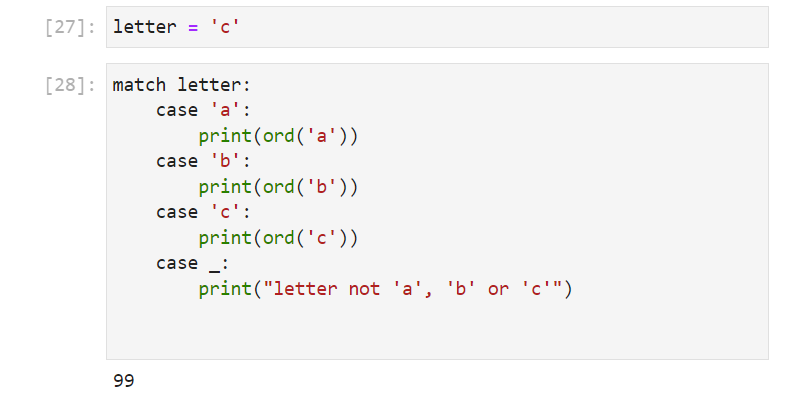 [27]: letter = 'c'
[28]: match letter:
    case 'a':
        print(ord('a'))
    case 'b':
        print(ord('b'))
    case 'c':
        print(ord('c'))
    case _:
        print("letter not 'a', 'b' or 'c'")
99